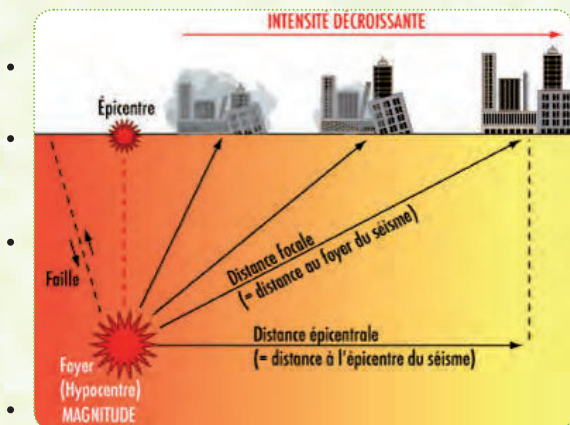 INTENSITÉ DÉCROISSANTE
Épicentre
Faille
Distance focale
(= distance au foyer du séisme)
Distance épicentrale
(= distance à l'épicentre du séisme)
Foyer
(Hypocentre)
MAGNITUDE